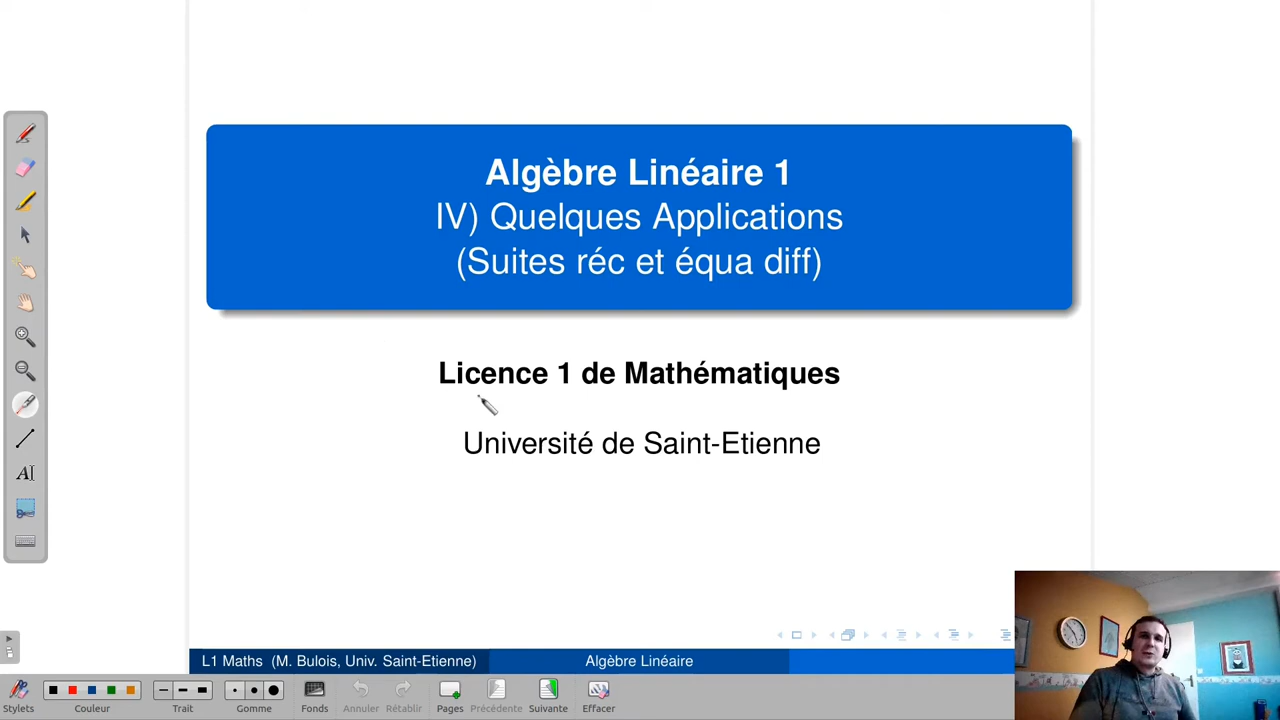 Algèbre Linéaire 1
IV) Quelques Applications
(Suites réc et équa diff)
Licence 1 de Mathématiques
Université de Saint-Etienne
L1 Maths (M. Bulois, Univ. Saint-Etienne)
Algèbre Linéaire
AI
Stylets
Couleur
Trait
Gomme
Fonds
Annuler
Rétablir
Pages
Précédente
Suivante
Effacer